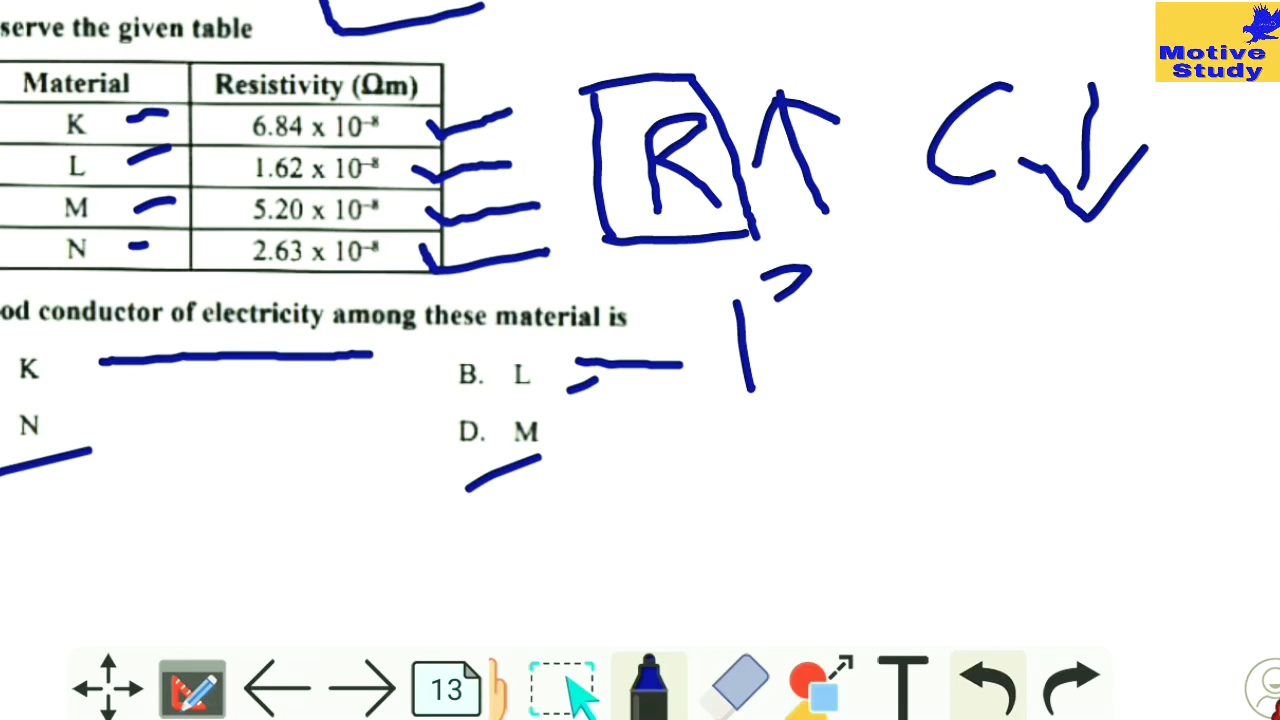 serve the given table
Material Resistivity (Ωm)
K 6.84 x 10⁻⁸
L 1.62 x 10⁻⁸
M 5.20 x 10⁻⁸
N 2.63 x 10⁻⁸
od conductor of electricity among these material is
K B. L
N D. M
R C
Motive
Study
13
T